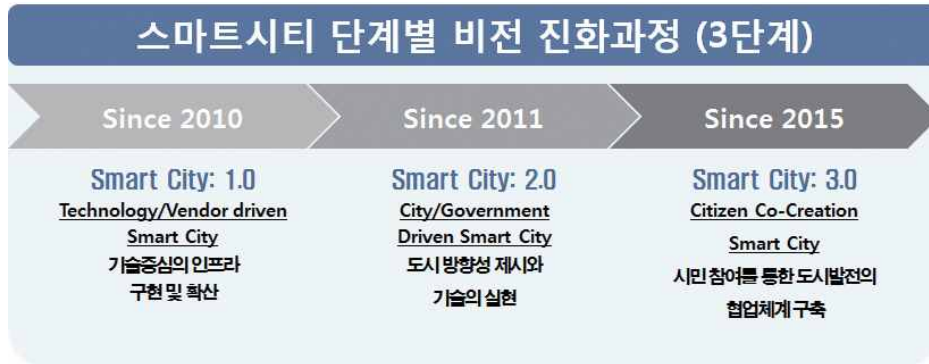 스마트시티 단계별 비전 진화과정 (3단계)
Since 2010
Since 2011
Since 2015
Smart City: 1.0
Technology/Vendor driven
Smart City
기술중심의 인프라
구현 및 확산
Smart City: 2.0
City/Government
Driven Smart City
도시 방향성 제시와
기술의 실현
Smart City: 3.0
Citizen Co-Creation
Smart City
시민 참여를 통한 도시발전의
협업체계 구축